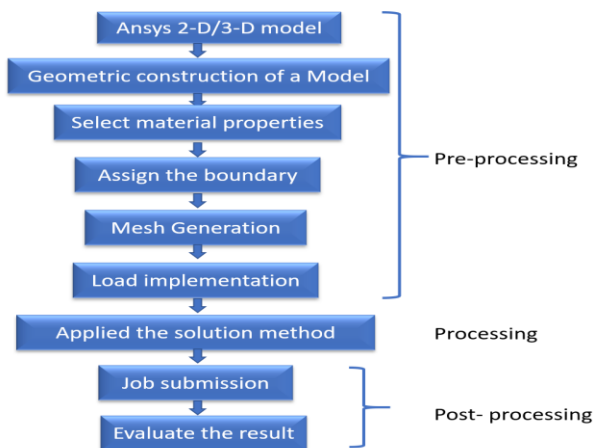 Ansys 2-D/3-D model
Geometric construction of a Model
Select material properties
Assign the boundary
Mesh Generation
Load implementation
Pre-processing
Applied the solution method
Processing
Job submission
Evaluate the result
Post- processing